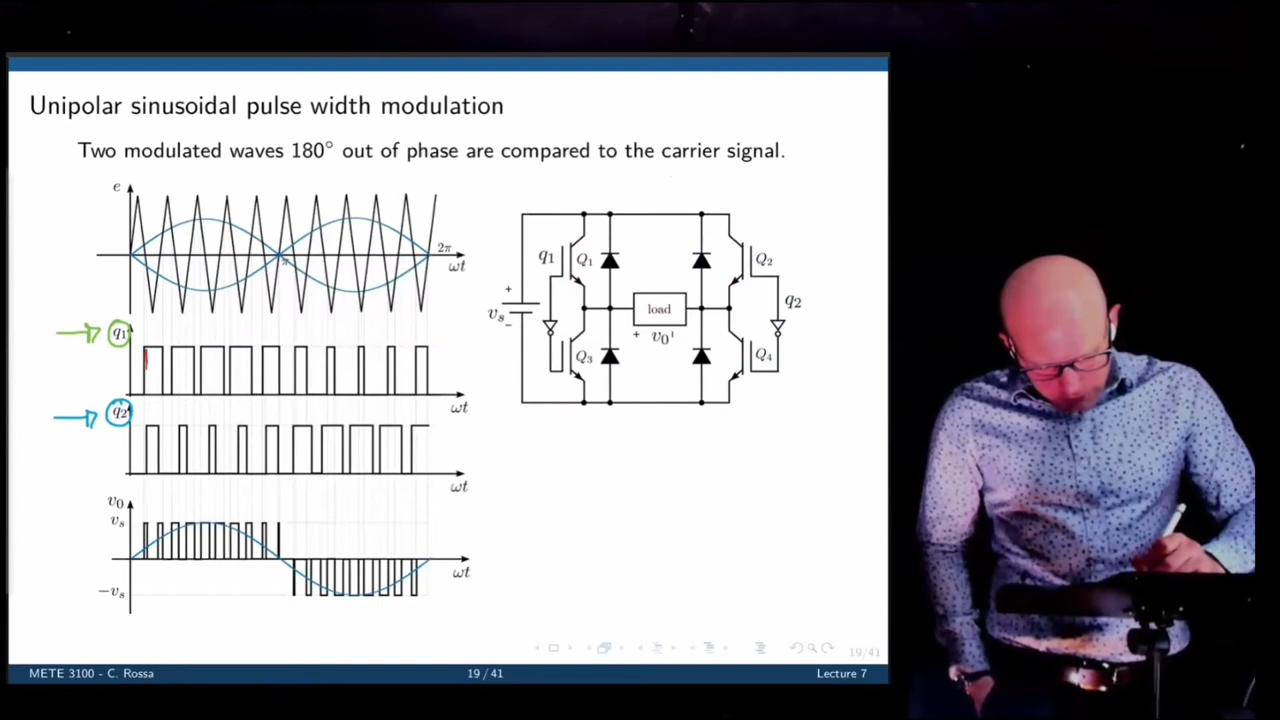 Unipolar sinusoidal pulse width modulation
Two modulated waves 180° out of phase are compared to the carrier signal.
e
2π
π
ωt
q1
ωt
q2
ωt
v0
vs
−vs
ωt
q1
Q1
Q2
q2
+
vs
−
load
+ v0 −
Q3
Q4
19/41
METE 3100 - C. Rossa
19 / 41
Lecture 7